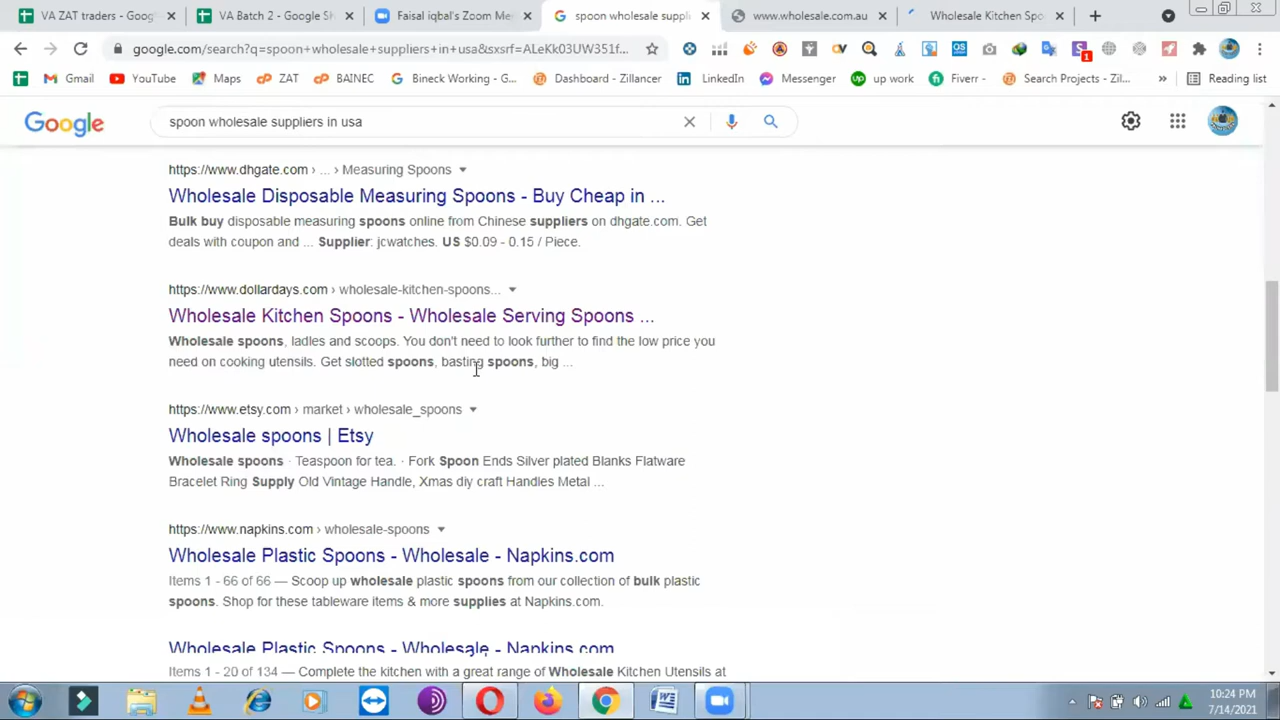 VA ZAT traders - Googl
VA Batch 2 - Google Sh
Faisal iqbal's Zoom Me
spoon wholesale suppli
www.wholesale.com.au
Wholesale Kitchen Spo
google.com/search?q=spoon+wholesale+suppliers+in+usa&sxsrf=ALeKk03UW351f...
Gmail
YouTube
Maps
ZAT
BAINEC
Bineck Working - G...
Dashboard - Zillancer
LinkedIn
Messenger
up work
Fiverr -
Search Projects - Zil...
»
Reading list
Google
spoon wholesale suppliers in usa
https://www.dhgate.com › ... › Measuring Spoons
Wholesale Disposable Measuring Spoons - Buy Cheap in ...
Bulk buy disposable measuring spoons online from Chinese suppliers on dhgate.com. Get
deals with coupon and ... Supplier: jcwatches. US $0.09 - 0.15 / Piece.
https://www.dollardays.com › wholesale-kitchen-spoons...
Wholesale Kitchen Spoons - Wholesale Serving Spoons ...
Wholesale spoons, ladles and scoops. You don't need to look further to find the low price you
need on cooking utensils. Get slotted spoons, basting spoons, big ...
https://www.etsy.com › market › wholesale_spoons
Wholesale spoons | Etsy
Wholesale spoons · Teaspoon for tea. · Fork Spoon Ends Silver plated Blanks Flatware
Bracelet Ring Supply Old Vintage Handle, Xmas diy craft Handles Metal ...
https://www.napkins.com › wholesale-spoons
Wholesale Plastic Spoons - Wholesale - Napkins.com
Items 1 - 66 of 66 — Scoop up wholesale plastic spoons from our collection of bulk plastic
spoons. Shop for these tableware items & more supplies at Napkins.com.
Wholesale Plastic Spoons - Wholesale - Napkins.com
Items 1 - 20 of 134 — Complete the kitchen with a great range of Wholesale Kitchen Utensils at
10:24 PM
7/14/2021